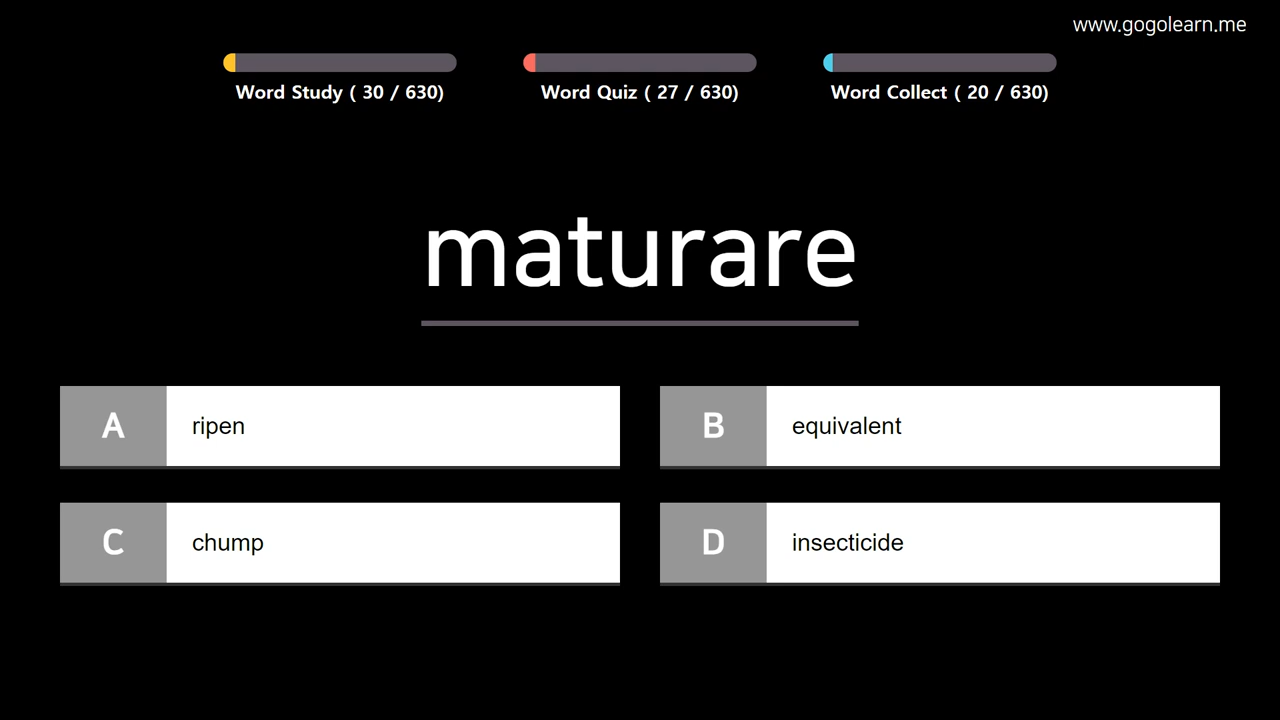 www.gogolearn.me
Word Study ( 30 / 630)
Word Quiz ( 27 / 630)
Word Collect ( 20 / 630)
maturare
A ripen
B equivalent
C chump
D insecticide